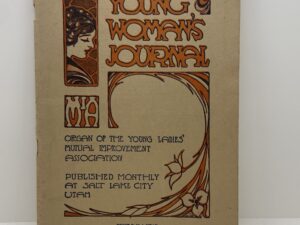 YOUNG
WOMAN'S
JOURNAL
MIA
ORGAN OF THE YOUNG LADIES'
MUTUAL IMPROVEMENT
ASSOCIATION
PUBLISHED MONTHLY
AT SALT LAKE CITY
UTAH